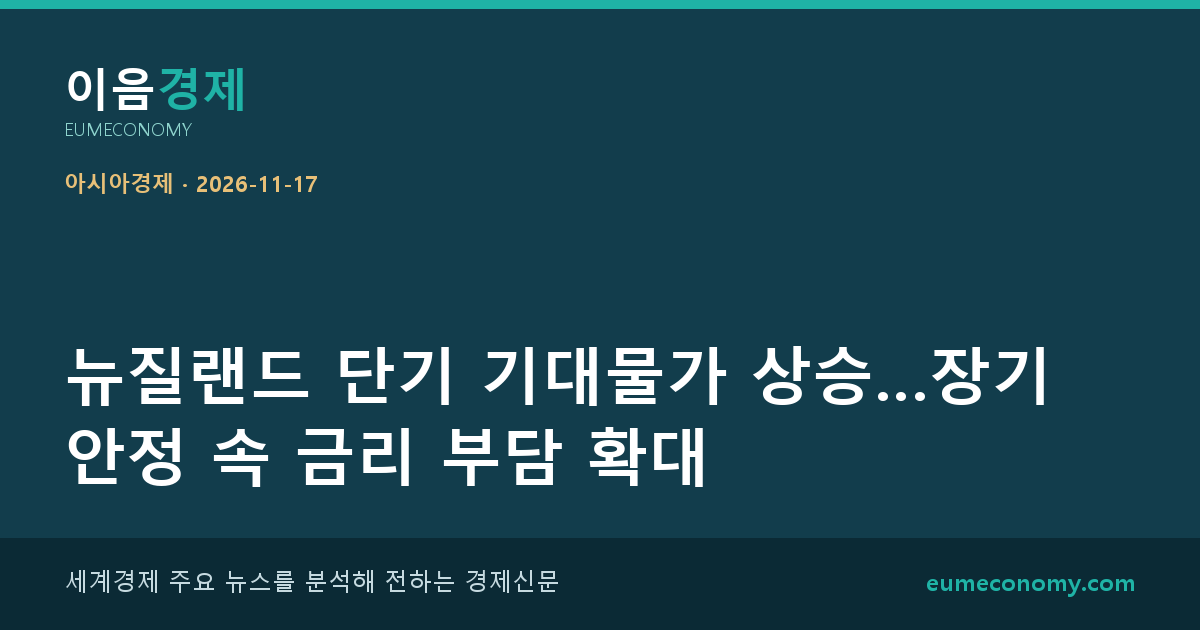 이음경제
EUMECONOMY
아시아경제 · 2026-11-17
뉴질랜드 단기 기대물가 상승…장기
안정 속 금리 부담 확대
세계경제 주요 뉴스를 분석해 전하는 경제신문
eumeconomy.com